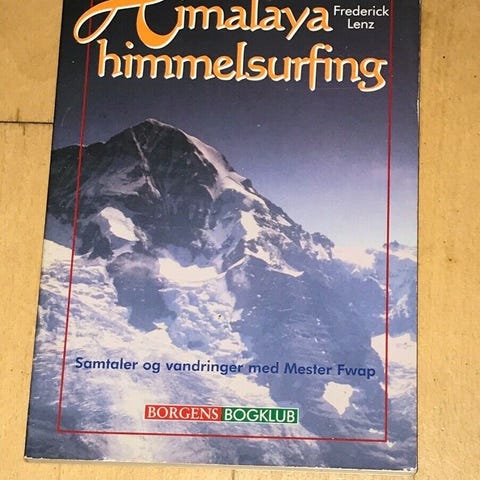 Himalaya
Frederick
Lenz
himmelsurfing
Samtaler og vandringer med Mester Fwap
BORGENS BOGKLUB